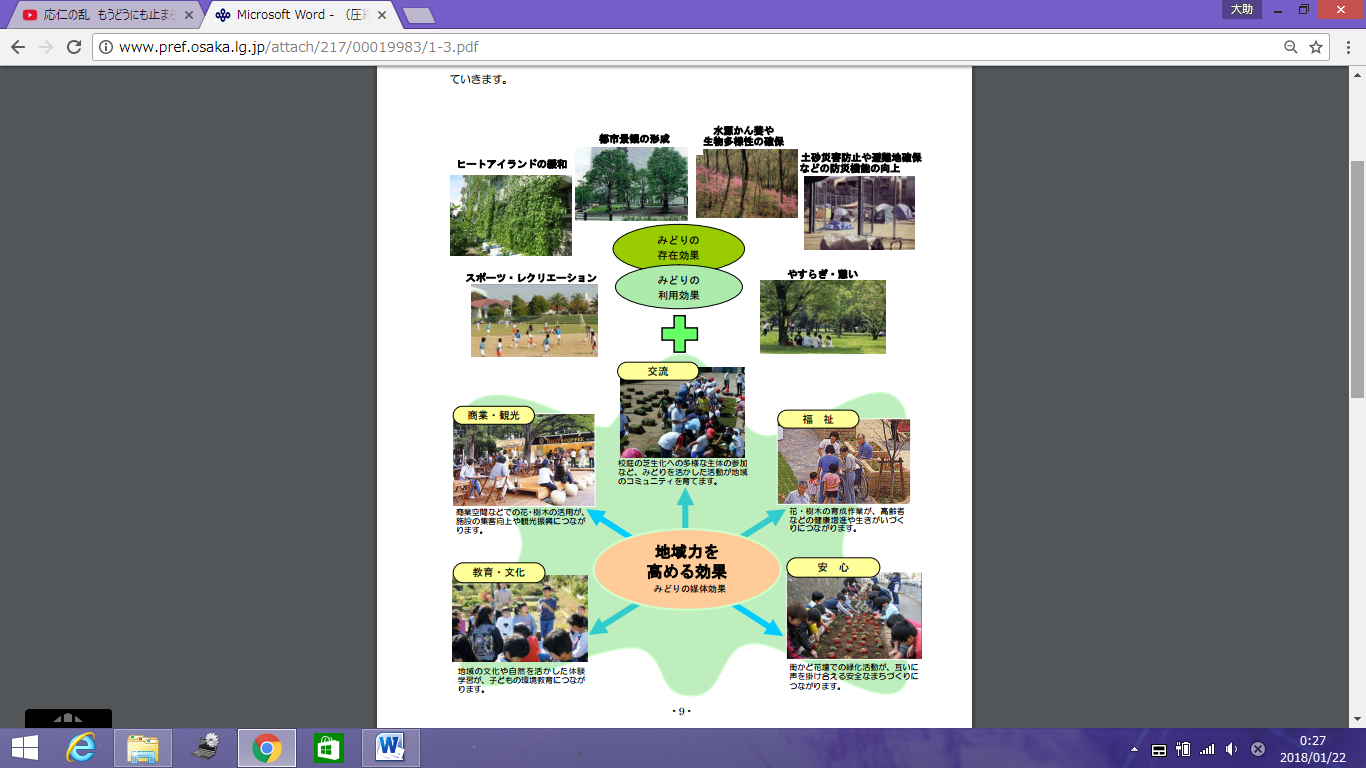 応仁の乱 もうどうにも止ま
Microsoft Word - （圧
大助
www.pref.osaka.lg.jp/attach/217/00019983/1-3.pdf
ていきます。
都市景観の形成
水源かん養や
生物多様性の確保
ヒートアイランドの緩和
土砂災害防止や避難地確保
などの防災機能の向上
みどりの
存在効果
スポーツ・レクリエーション
みどりの
利用効果
やすらぎ・憩い
交流
校庭の芝生化への多様な主体の参加
など、みどりを活かした活動が地域
のコミュニティを育てます。
商業・観光
商業空間などでの花・樹木の活用が、
施設の集客向上や観光振興につなが
ります。
福 祉
花・樹木の育成作業が、高齢者
などの健康増進や生きがいづく
りにつながります。
地域力を
高める効果
みどりの媒体効果
教育・文化
地域の文化や自然を活かした体験
学習が、子どもの環境教育につなが
ります。
安 心
街かど花壇での緑化活動が、互いに
声を掛け合える安全なまちづくりに
つながります。
・9・
0:27
2018/01/22